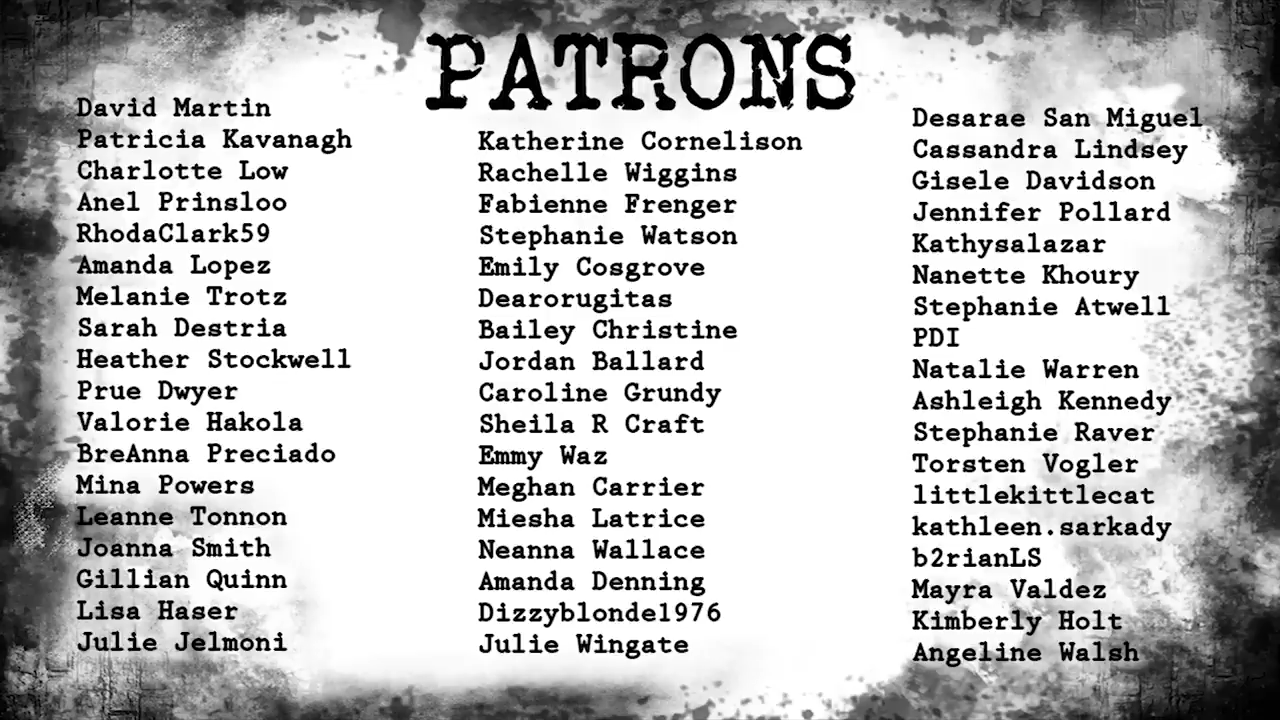 PATRONS
David Martin
Patricia Kavanagh
Charlotte Low
Anel Prinsloo
RhodaClark59
Amanda Lopez
Melanie Trotz
Sarah Destria
Heather Stockwell
Prue Dwyer
Valorie Hakola
BreAnna Preciado
Mina Powers
Leanne Tonnon
Joanna Smith
Gillian Quinn
Lisa Haser
Julie Jelmoni
Katherine Cornelison
Rachelle Wiggins
Fabienne Frenger
Stephanie Watson
Emily Cosgrove
Dearorugitas
Bailey Christine
Jordan Ballard
Caroline Grundy
Sheila R Craft
Emmy Waz
Meghan Carrier
Miesha Latrice
Neanna Wallace
Amanda Denning
Dizzyblonde1976
Julie Wingate
Desarae San Miguel
Cassandra Lindsey
Gisele Davidson
Jennifer Pollard
Kathysalazar
Nanette Khoury
Stephanie Atwell
PDI
Natalie Warren
Ashleigh Kennedy
Stephanie Raver
Torsten Vogler
littlekittlecat
kathleen.sarkady
b2rianLS
Mayra Valdez
Kimberly Holt
Angeline Walsh